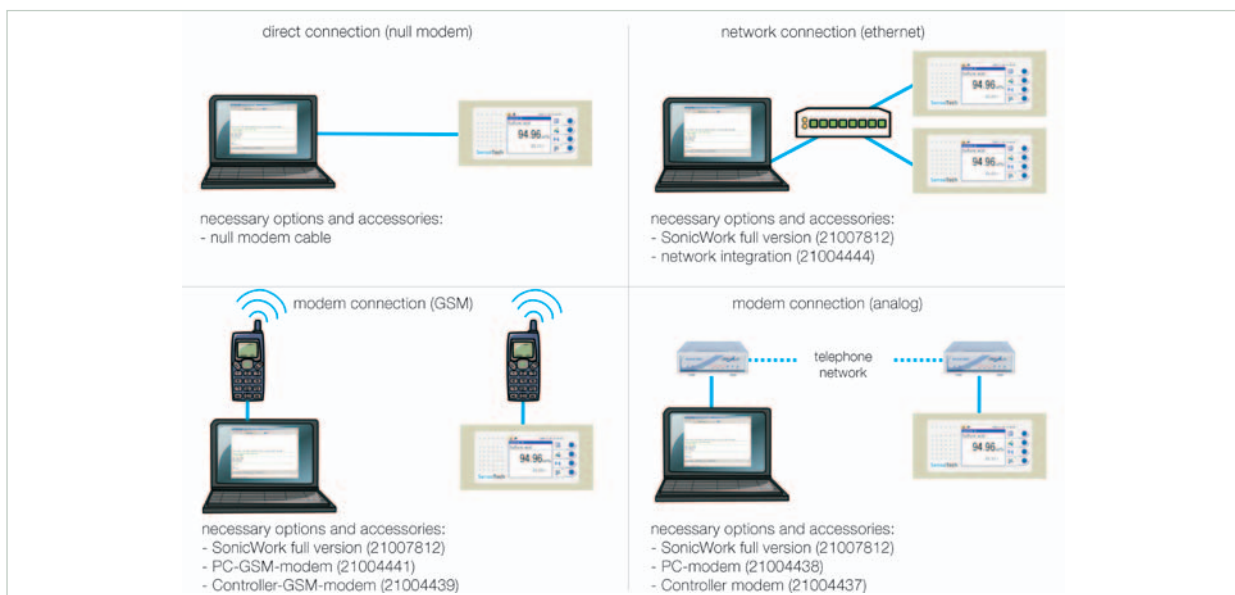 direct connection (null modem)
necessary options and accessories:
- null modem cable
network connection (ethernet)
94.96
94.96
necessary options and accessories:
- SonicWork full version (21007812)
- network integration (21004444)
modem connection (GSM)
94.96
SensoTech
necessary options and accessories:
- SonicWork full version (21007812)
- PC-GSM-modem (21004441)
- Controller-GSM-modem (21004439)
modem connection (analog)
telephone
network
94.96
SensoTech
necessary options and accessories:
- SonicWork full version (21007812)
- PC-modem (21004438)
- Controller modem (21004437)